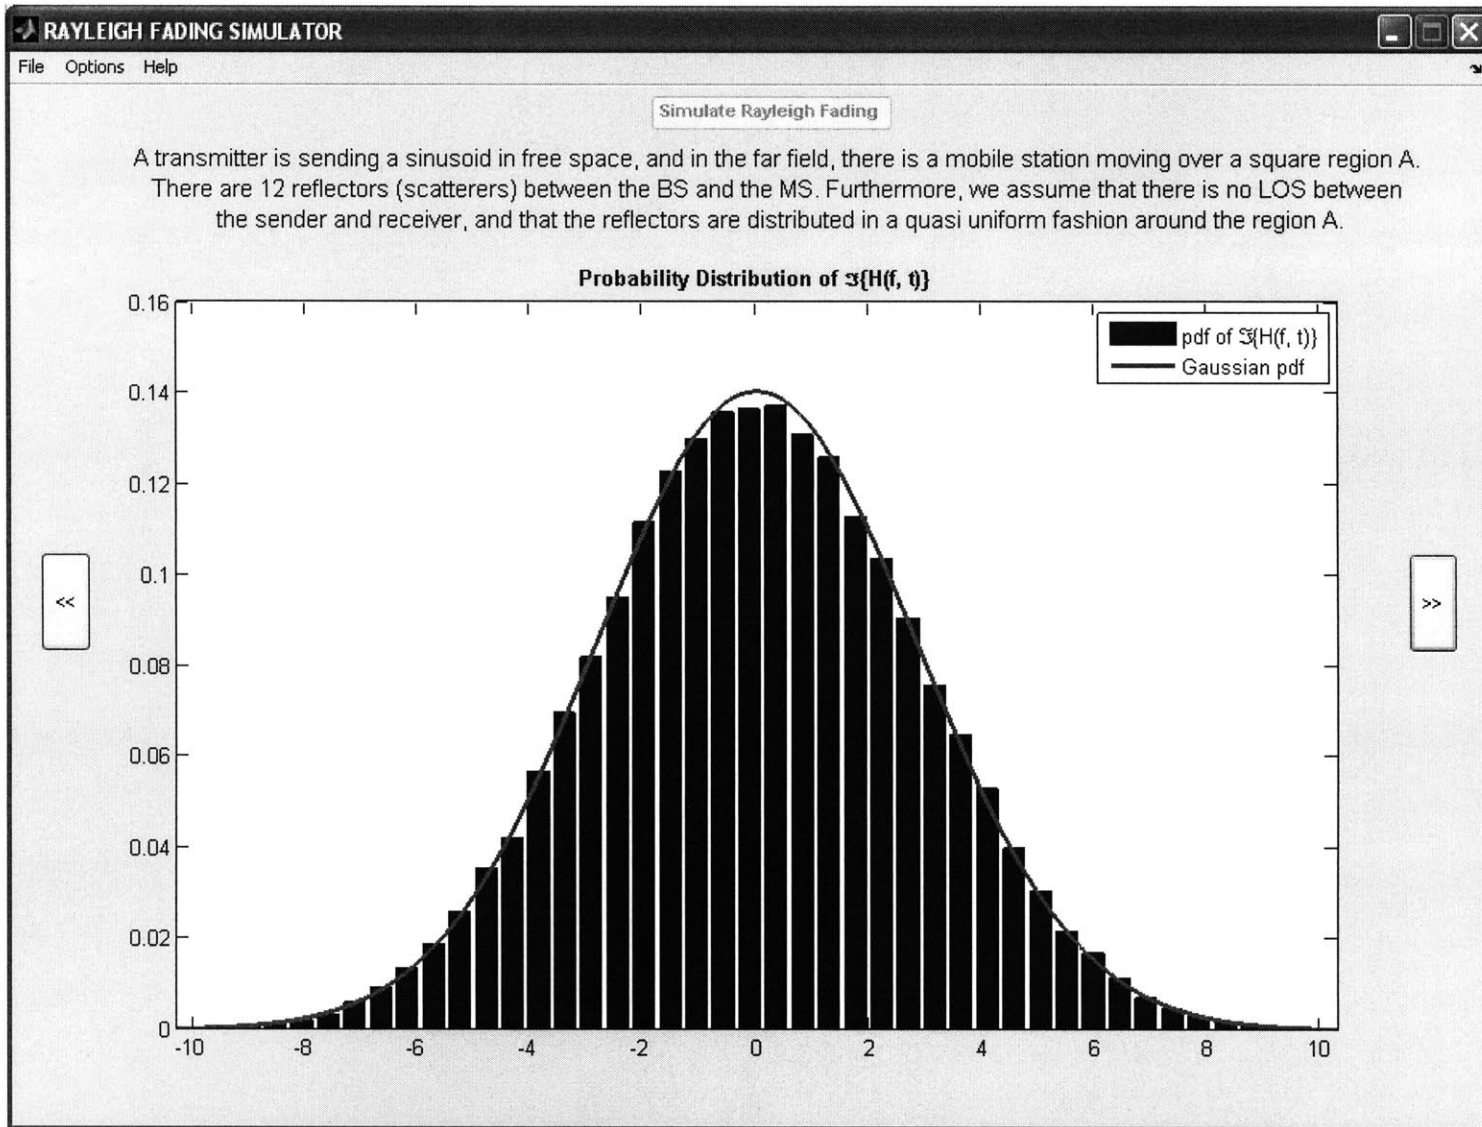 RAYLEIGH FADING SIMULATOR
File Options Help
Simulate Rayleigh Fading
A transmitter is sending a sinusoid in free space, and in the far field, there is a mobile station moving over a square region A.
There are 12 reflectors (scatterers) between the BS and the MS. Furthermore, we assume that there is no LOS between
the sender and receiver, and that the reflectors are distributed in a quasi uniform fashion around the region A.
Probability Distribution of ℑ{H(f, t)}
pdf of ℑ{H(f, t)}
Gaussian pdf
0.16
0.14
0.12
0.1
0.08
0.06
0.04
0.02
0
<<
>>
-10 -8 -6 -4 -2 0 2 4 6 8 10